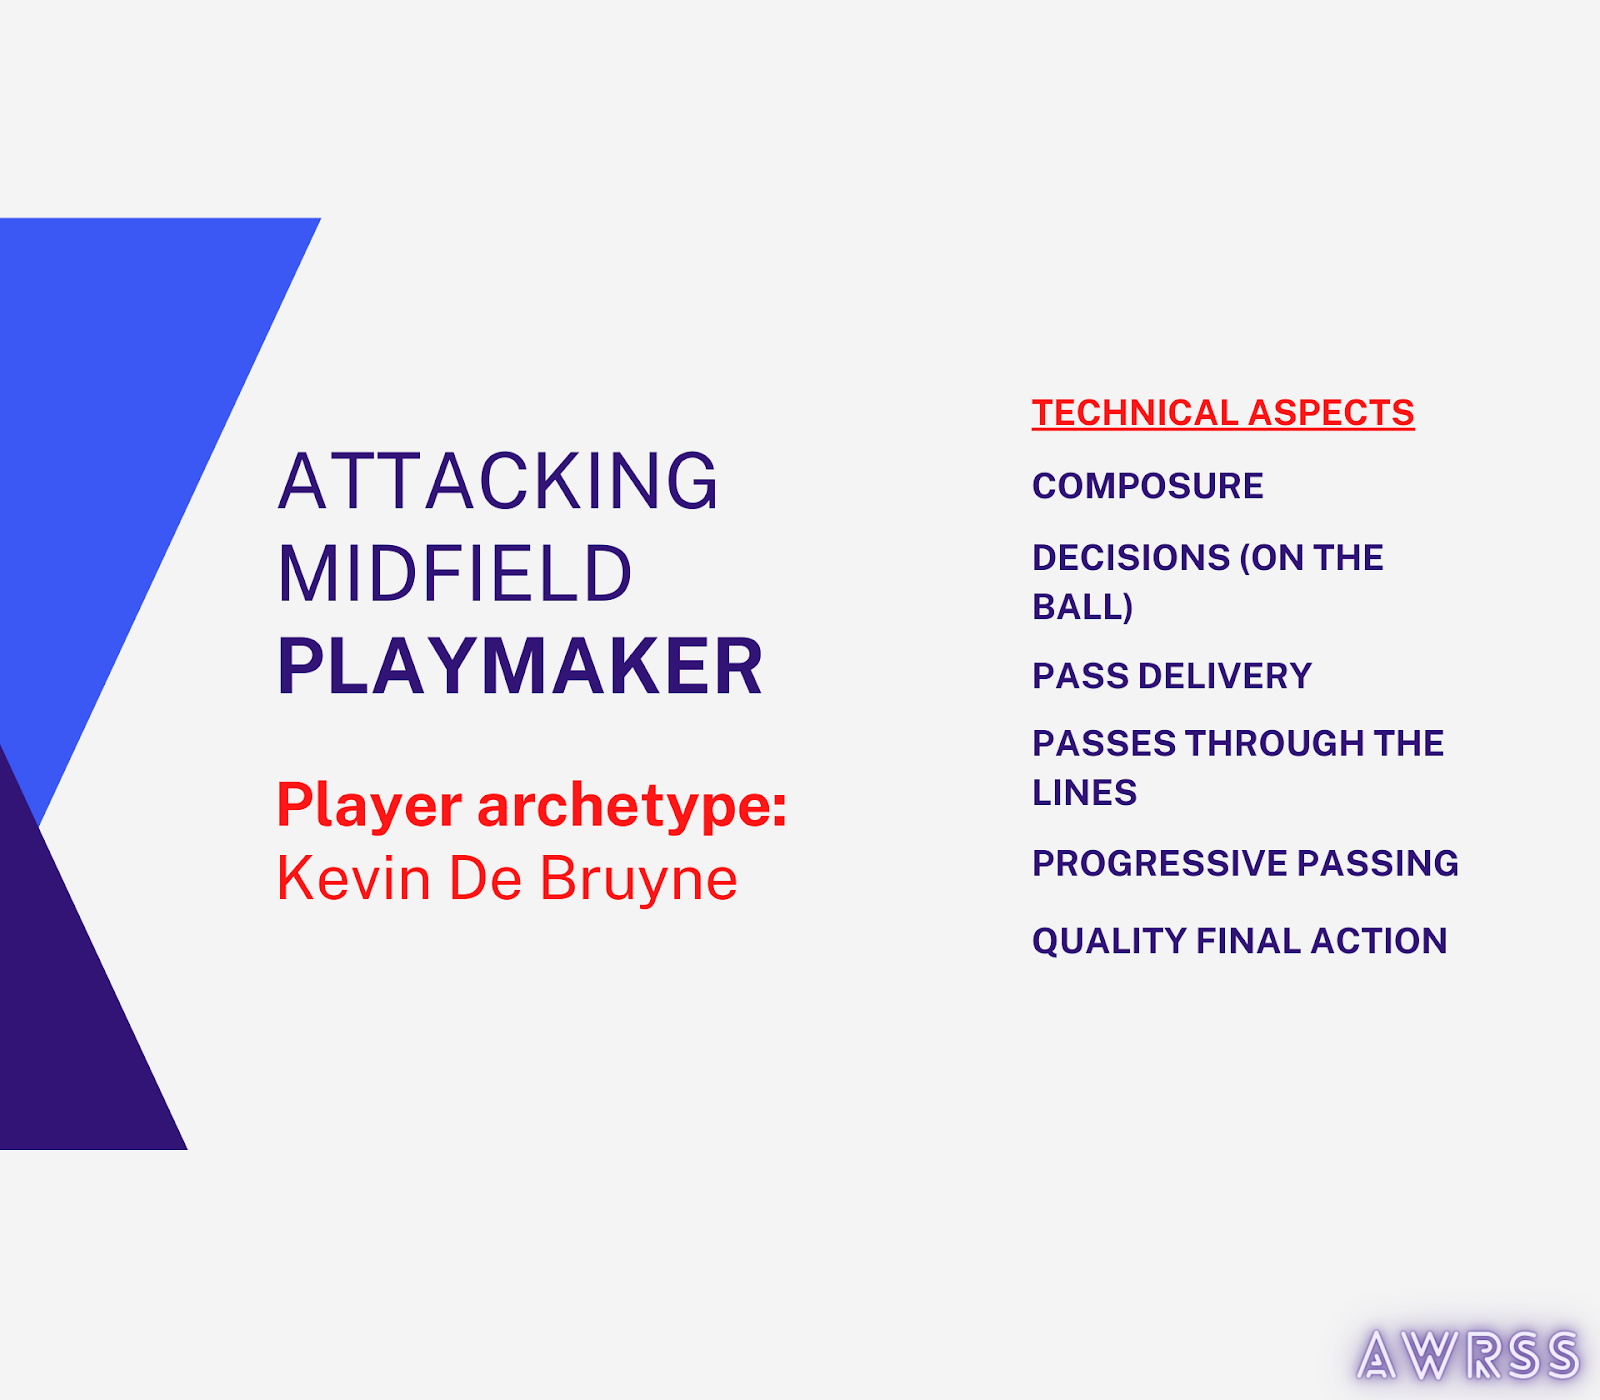 ATTACKING
MIDFIELD
PLAYMAKER
Player archetype:
Kevin De Bruyne
TECHNICAL ASPECTS
COMPOSURE
DECISIONS (ON THE
BALL)
PASS DELIVERY
PASSES THROUGH THE
LINES
PROGRESSIVE PASSING
QUALITY FINAL ACTION
AWRSS